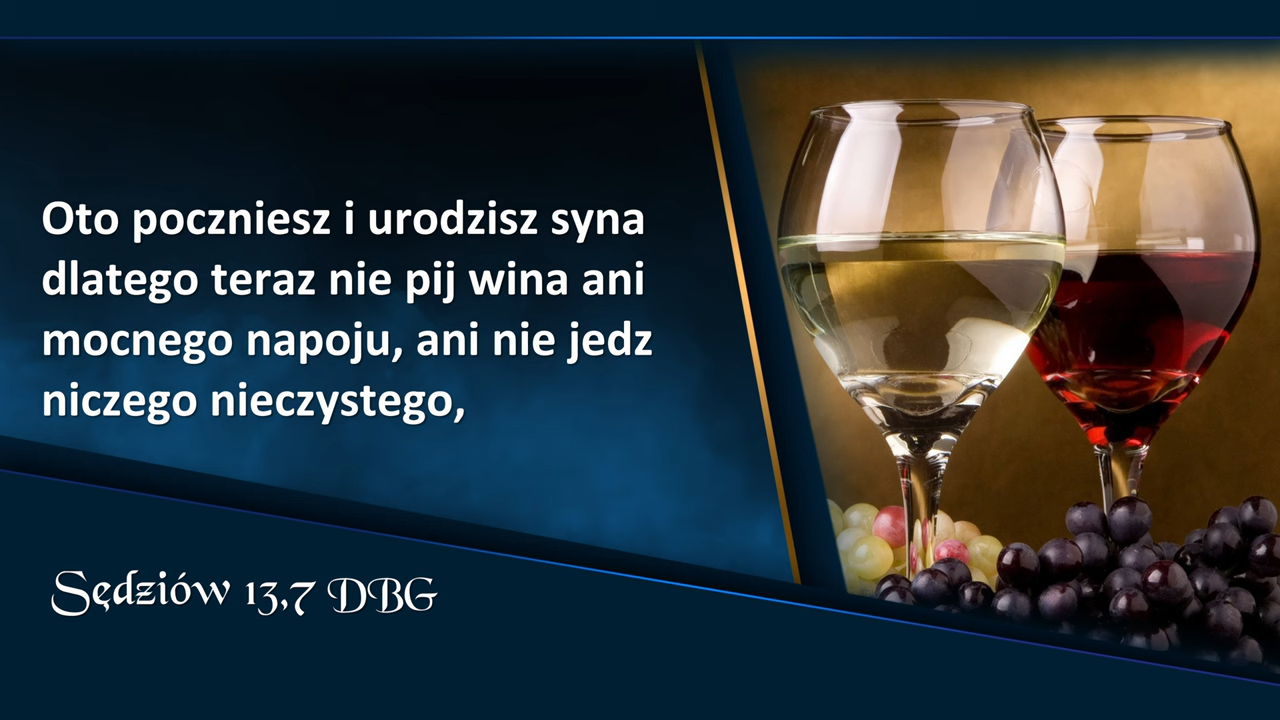 Oto poczniesz i urodzisz syna
dlatego teraz nie pij wina ani
mocnego napoju, ani nie jedz
niczego nieczystego,
Sędziów 13,7 DBG